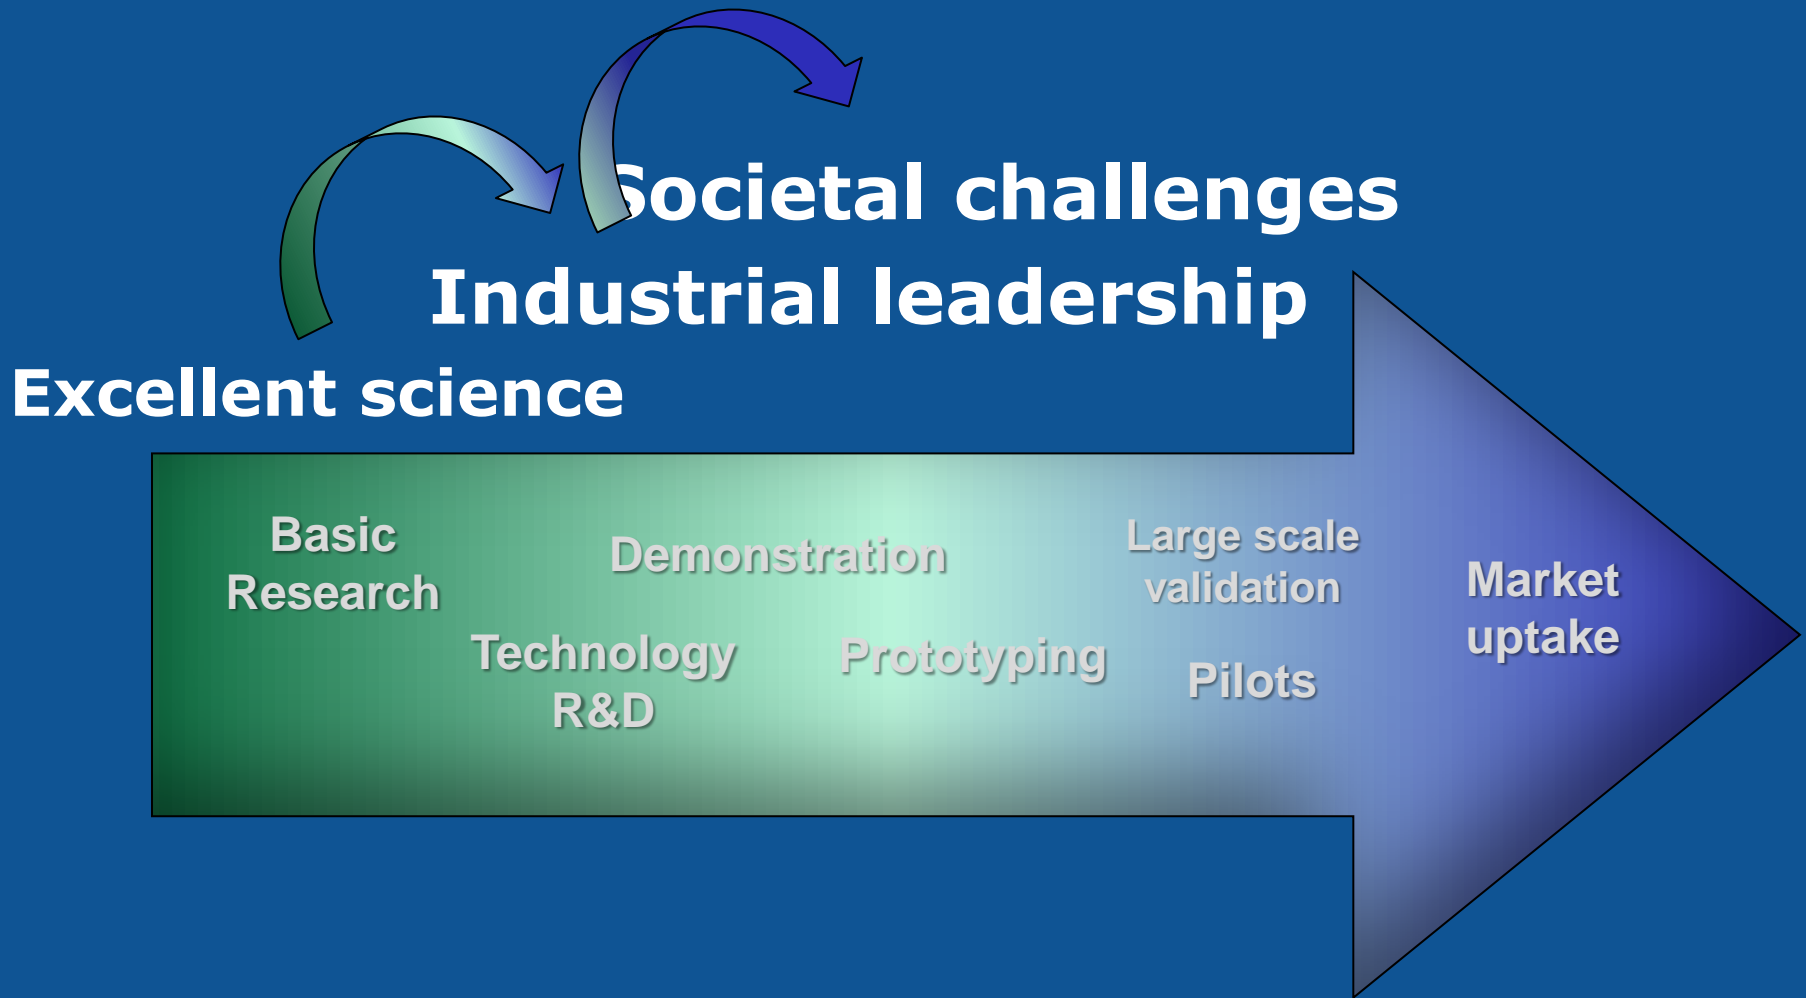 Societal challenges
Industrial leadership
Excellent science
Basic
Research
Demonstration
Large scale
validation
Market
uptake
Technology
R&D
Prototyping
Pilots